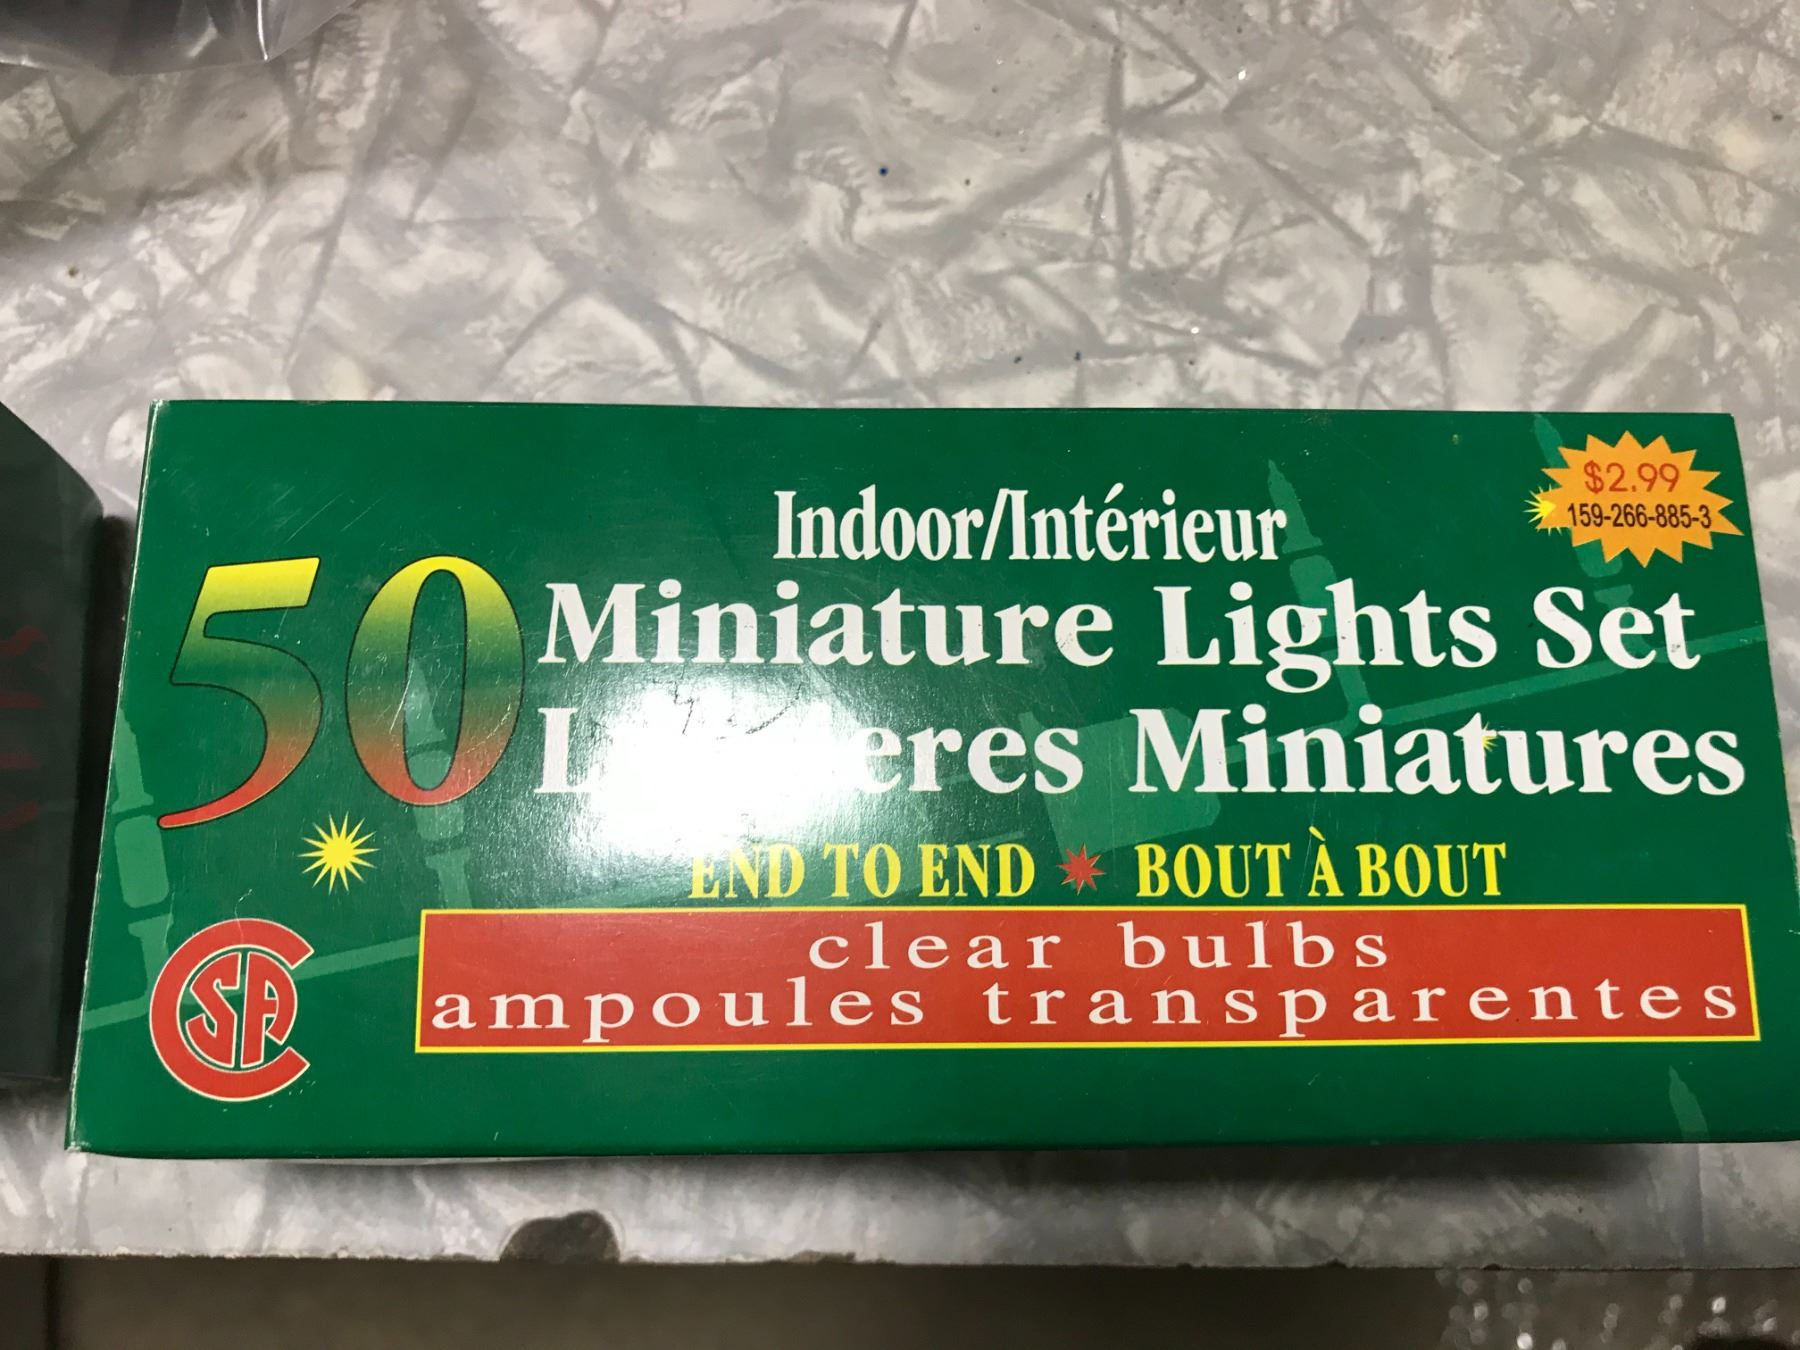 Indoor/Intérieur
$2.99
159-266-885-3
50 Miniature Lights Set
Miniatures
END TO END BOUT À BOUT
clear bulbs
ampoules transparentes
CSA